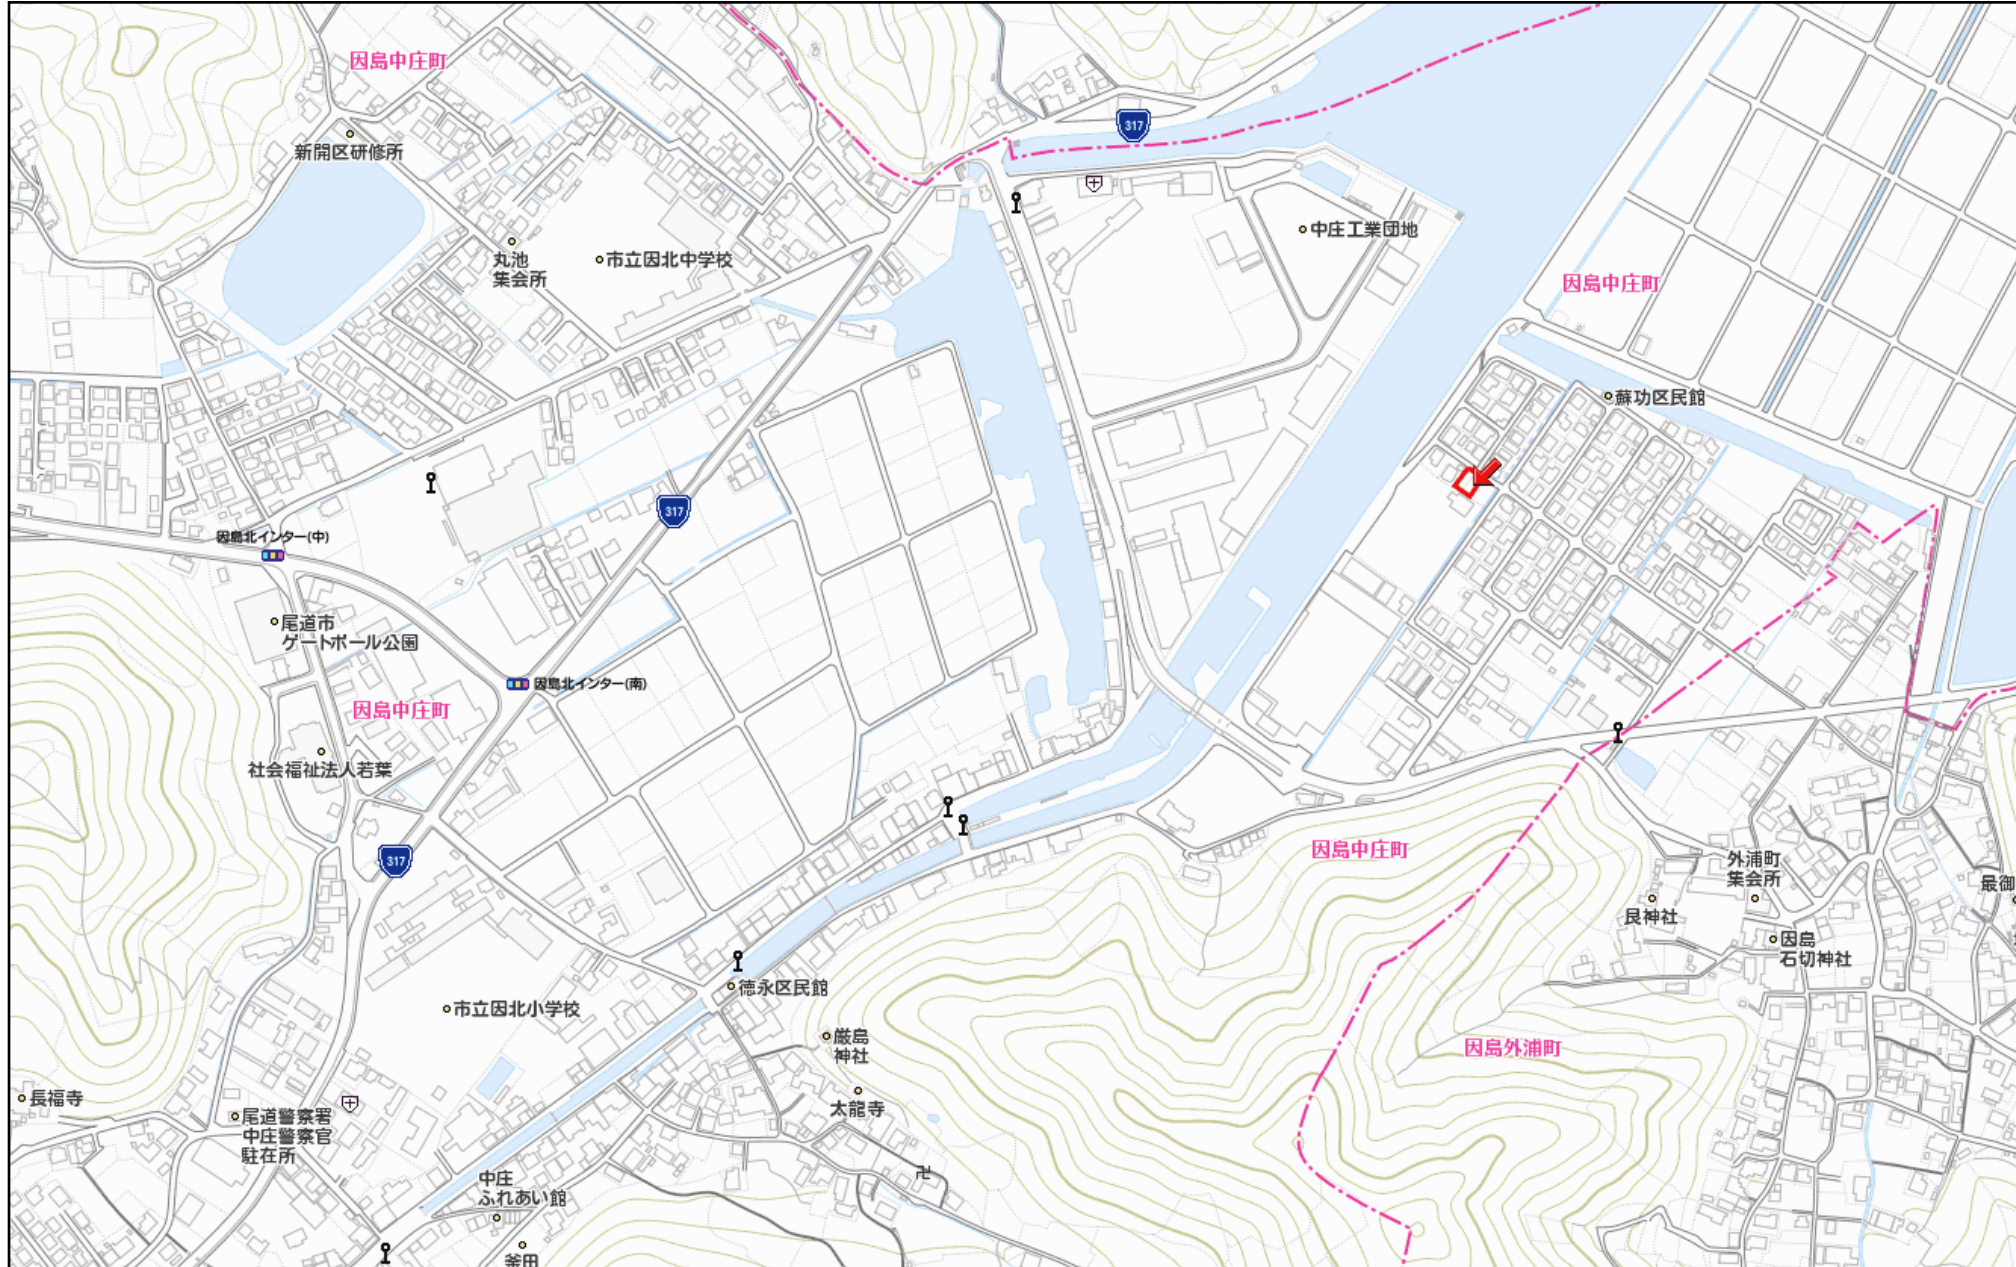 因島中庄町
317
新開区研修所
中庄工業団地
丸池
集会所
市立因北中学校
因島中庄町
蘇功区民館
317
因島北インター(中)
尾道市
ゲートボール公園
因島北インター(南)
因島中庄町
社会福祉法人若葉
317
因島中庄町
外浦町
集会所
最御
艮神社
因島
石切神社
徳永区民館
市立因北小学校
厳島
神社
因島外浦町
長福寺
太龍寺
尾道警察署
中庄警察官
駐在所
中庄
ふれあい館
釜田